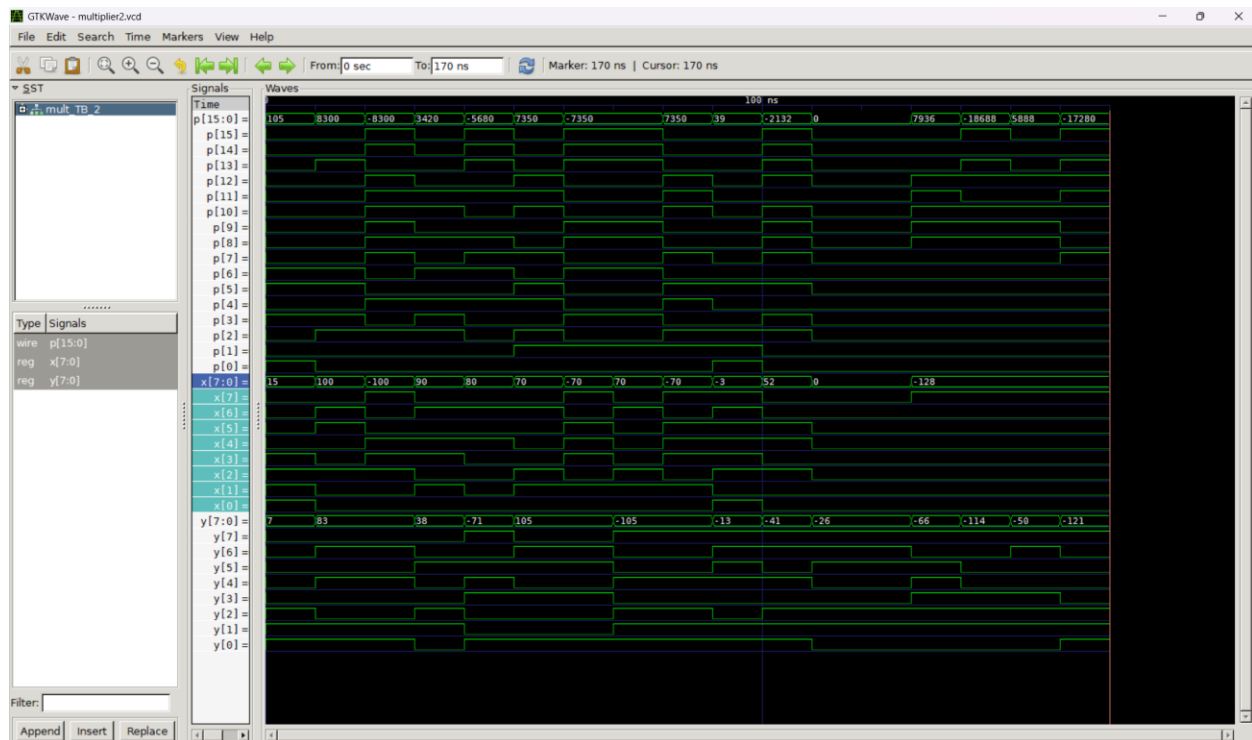 GTKWave - multiplier2.vcd
File Edit Search Time Markers View Help
From: 0 sec To: 170 ns Marker: 170 ns | Cursor: 170 ns
SST
mult_TB_2
Type Signals
wire p[15:0]
reg x[7:0]
reg y[7:0]
Filter:
Append Insert Replace
Signals
Waves
Time 100 ns
p[15:0] = 105 8300 -8300 3420 -5680 7350 -7350 7350 39 -2132 0 7936 -18688 5888 -17280
p[15] =
p[14] =
p[13] =
p[12] =
p[11] =
p[10] =
p[9] =
p[8] =
p[7] =
p[6] =
p[5] =
p[4] =
p[3] =
p[2] =
p[1] =
p[0] =
x[7:0] = 15 100 -100 90 80 70 -70 70 -70 -3 52 0 -128
x[7] =
x[6] =
x[5] =
x[4] =
x[3] =
x[2] =
x[1] =
x[0] =
y[7:0] = 7 83 38 -71 105 -105 -13 -41 -26 -66 -114 -50 -121
y[7] =
y[6] =
y[5] =
y[4] =
y[3] =
y[2] =
y[1] =
y[0] =